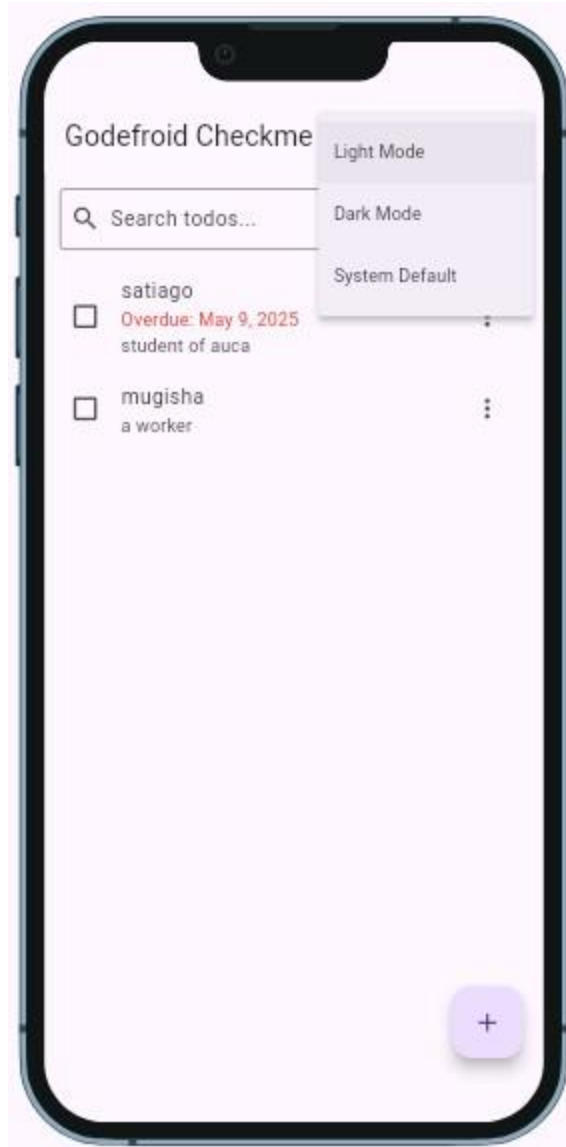 Godefroid Checkme
Light Mode
Dark Mode
System Default
Search todos...
satiago
Overdue: May 9, 2025
student of auca
mugisha
a worker
+